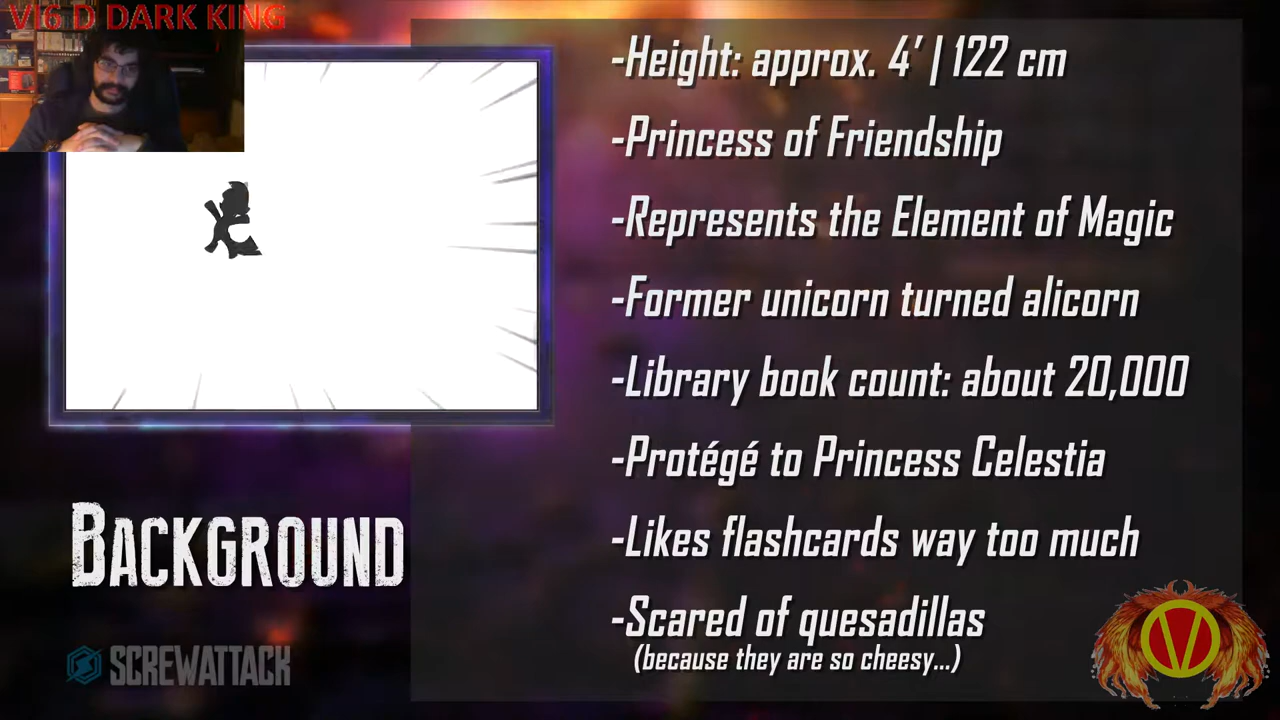 VI6 D DARK KING
-Height: approx. 4' | 122 cm
-Princess of Friendship
-Represents the Element of Magic
-Former unicorn turned alicorn
-Library book count: about 20,000
-Protégé to Princess Celestia
-Likes flashcards way too much
-Scared of quesadillas
(because they are so cheesy...)
BACKGROUND
SCREWATTACK
V